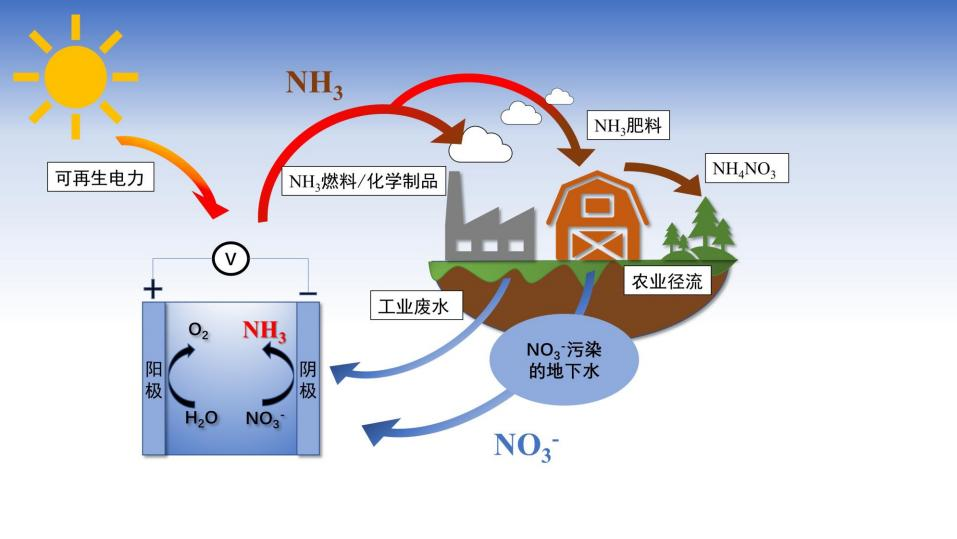 NH₃
NH₃肥料
可再生电力
NH₃燃料/化学制品
NH₄NO₃
V
+
−
农业径流
工业废水
O₂
NH₃
阳极
阴极
H₂O
NO₃⁻
NO₃⁻污染
的地下水
NO₃⁻